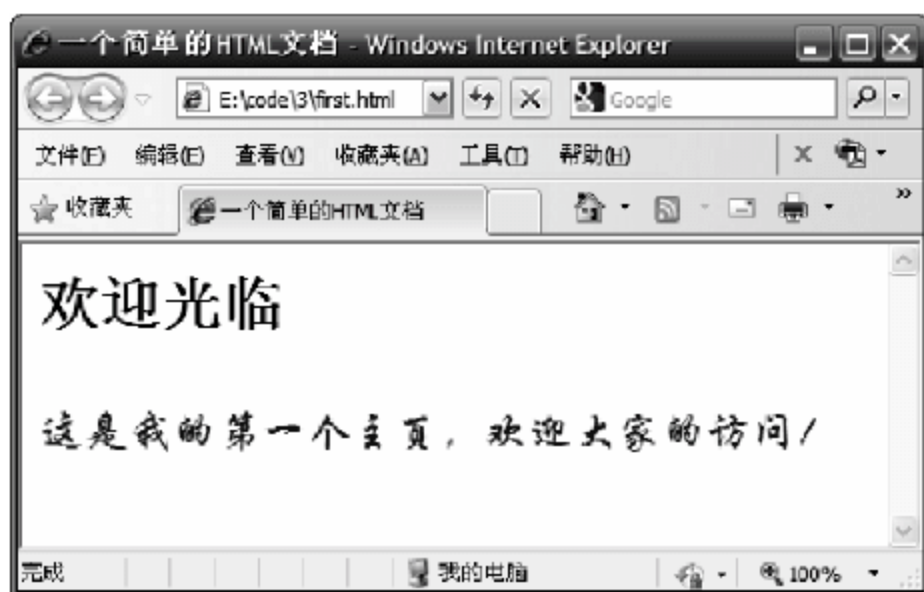 一个简单的HTML文档 - Windows Internet Explorer
E:\code\3\first.html Google
文件(F) 编辑(E) 查看(V) 收藏夹(A) 工具(T) 帮助(H)
收藏夹 一个简单的HTML文档
欢迎光临
这是我的第一个主页，欢迎大家的访问！
完成 我的电脑 100%